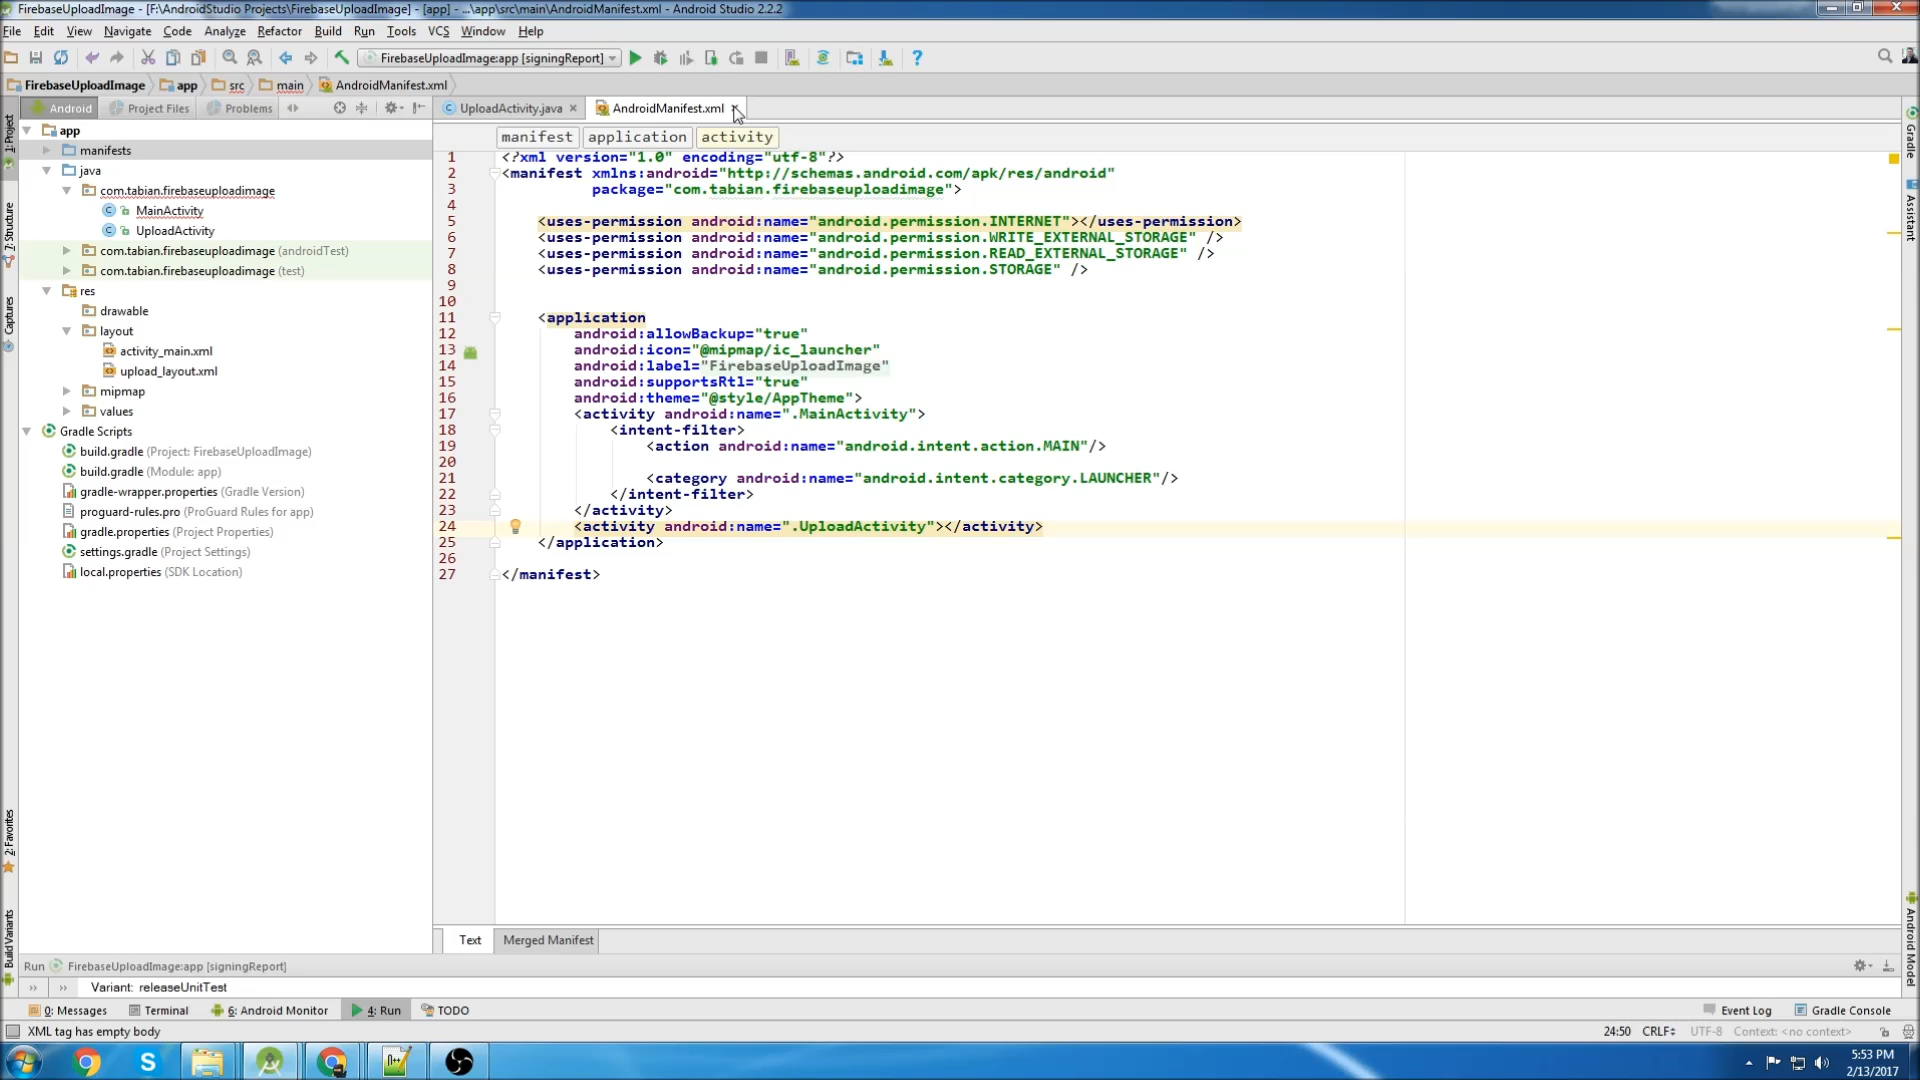 FirebaseUploadImage - [F:\AndroidStudio Projects\FirebaseUploadImage] - [app] - ...\app\src\main\AndroidManifest.xml - Android Studio 2.2.2
File Edit View Navigate Code Analyze Refactor Build Run Tools VCS Window Help
FirebaseUploadImage:app [signingReport]
FirebaseUploadImage app src main AndroidManifest.xml
Android Project Files Problems
UploadActivity.java AndroidManifest.xml
manifest application activity
1: Project
7: Structure
Captures
2: Favorites
Build Variants
app
manifests
java
com.tabian.firebaseuploadimage
MainActivity
UploadActivity
com.tabian.firebaseuploadimage (androidTest)
com.tabian.firebaseuploadimage (test)
res
drawable
layout
activity_main.xml
upload_layout.xml
mipmap
values
Gradle Scripts
build.gradle (Project: FirebaseUploadImage)
build.gradle (Module: app)
gradle-wrapper.properties (Gradle Version)
proguard-rules.pro (ProGuard Rules for app)
gradle.properties (Project Properties)
settings.gradle (Project Settings)
local.properties (SDK Location)
1 <?xml version="1.0" encoding="utf-8"?>
2 <manifest xmlns:android="http://schemas.android.com/apk/res/android"
3 package="com.tabian.firebaseuploadimage">
4
5 <uses-permission android:name="android.permission.INTERNET"></uses-permission>
6 <uses-permission android:name="android.permission.WRITE_EXTERNAL_STORAGE" />
7 <uses-permission android:name="android.permission.READ_EXTERNAL_STORAGE" />
8 <uses-permission android:name="android.permission.STORAGE" />
9
10
11 <application
12 android:allowBackup="true"
13 android:icon="@mipmap/ic_launcher"
14 android:label="FirebaseUploadImage"
15 android:supportsRtl="true"
16 android:theme="@style/AppTheme">
17 <activity android:name=".MainActivity">
18 <intent-filter>
19 <action android:name="android.intent.action.MAIN"/>
20
21 <category android:name="android.intent.category.LAUNCHER"/>
22 </intent-filter>
23 </activity>
24 <activity android:name=".UploadActivity"></activity>
25 </application>
26
27 </manifest>
Gradle
Assistant
Android Model
Text Merged Manifest
Run FirebaseUploadImage:app [signingReport]
Variant: releaseUnitTest
0: Messages Terminal 6: Android Monitor 4: Run TODO Event Log Gradle Console
XML tag has empty body 24:50 CRLF UTF-8 Context: <no context>
5:53 PM
2/13/2017